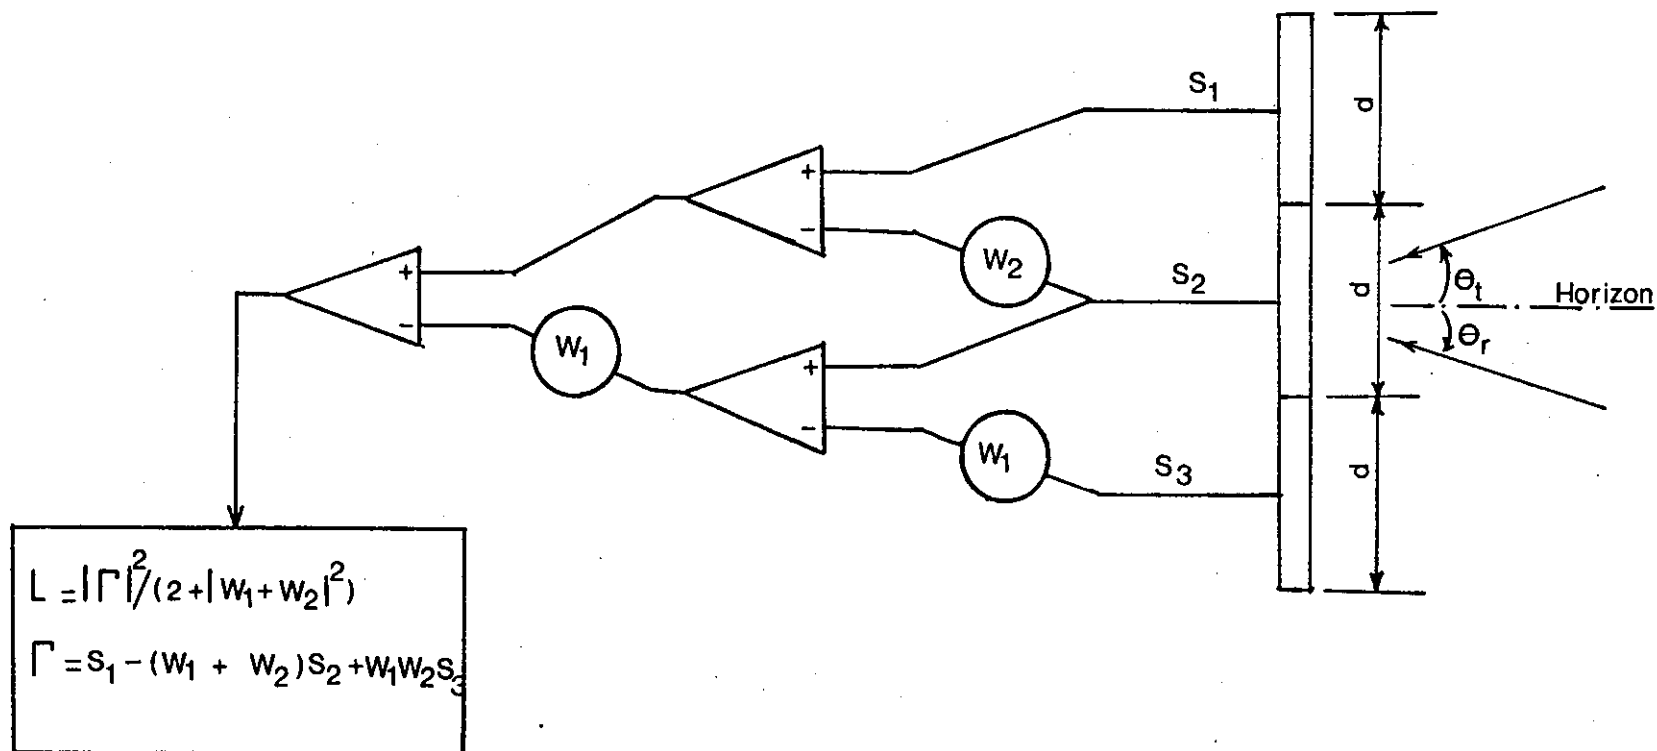 S₁
d
+
−
W₂
S₂
d
θt
Horizon
θr
+
−
W₁
+
−
W₁
S₃
d
L = |Γ|²/(2+|W₁+W₂|²)
Γ = S₁ − (W₁ + W₂)S₂ + W₁W₂S₃